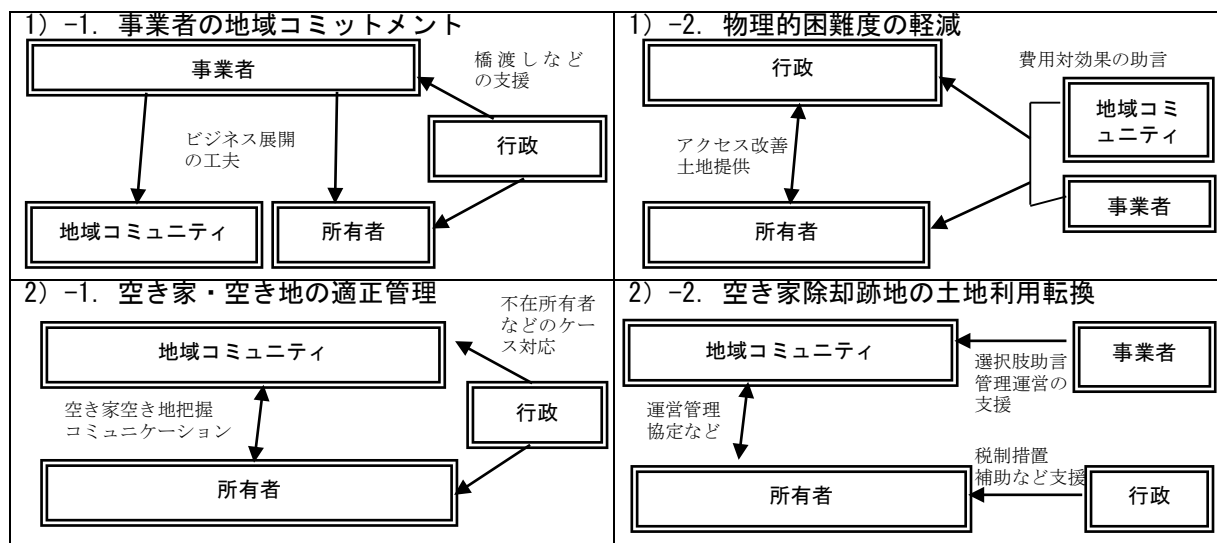 1）-1. 事業者の地域コミットメント
事業者
橋渡しなど
の支援
ビジネス展開
の工夫
行政
地域コミュニティ
所有者
1）-2. 物理的困難度の軽減
行政
費用対効果の助言
地域コミ
ュニティ
アクセス改善
土地提供
事業者
所有者
2）-1. 空き家・空き地の適正管理
不在所有者
などのケー
ス対応
地域コミュニティ
空き家空き地把握
コミュニケーション
行政
所有者
2）-2. 空き家除却跡地の土地利用転換
地域コミュニティ
事業者
選択肢助言
管理運営の
支援
運営管理
協定など
税制措置
補助など支援
所有者
行政